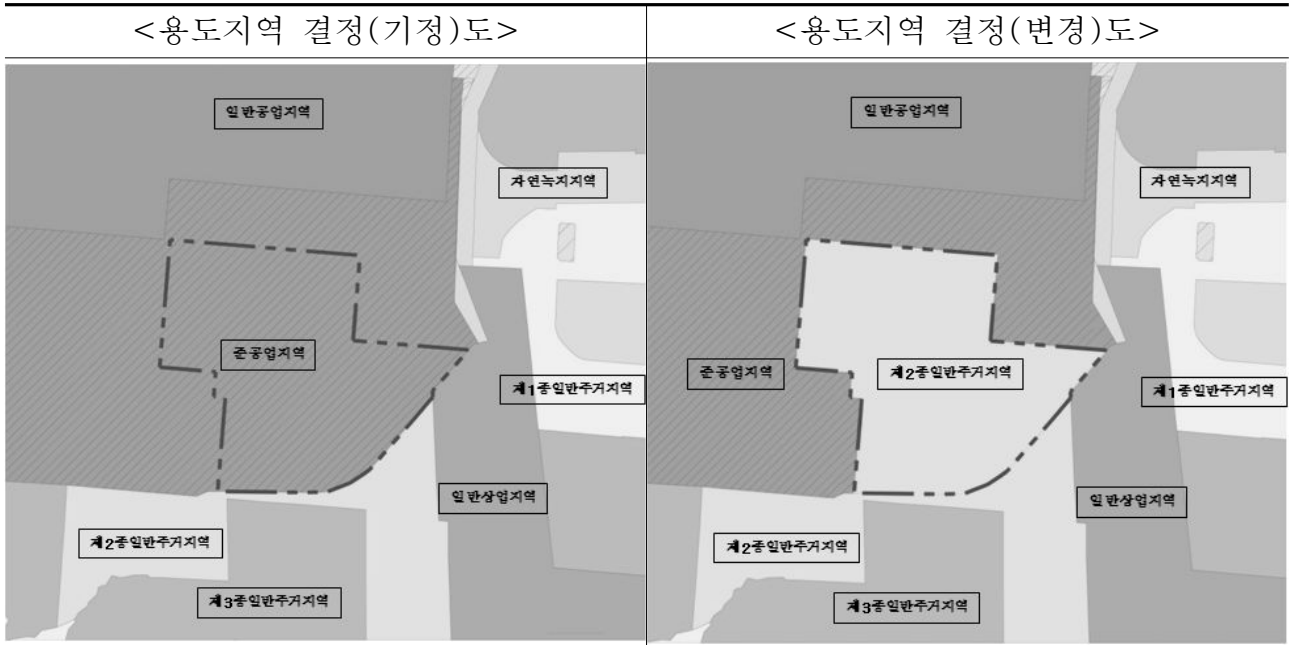 <용도지역 결정(기정)도>
<용도지역 결정(변경)도>
일반공업지역
자연녹지지역
준공업지역
제1종일반주거지역
일반상업지역
제2종일반주거지역
제3종일반주거지역
일반공업지역
자연녹지지역
준공업지역
제2종일반주거지역
제1종일반주거지역
일반상업지역
제2종일반주거지역
제3종일반주거지역